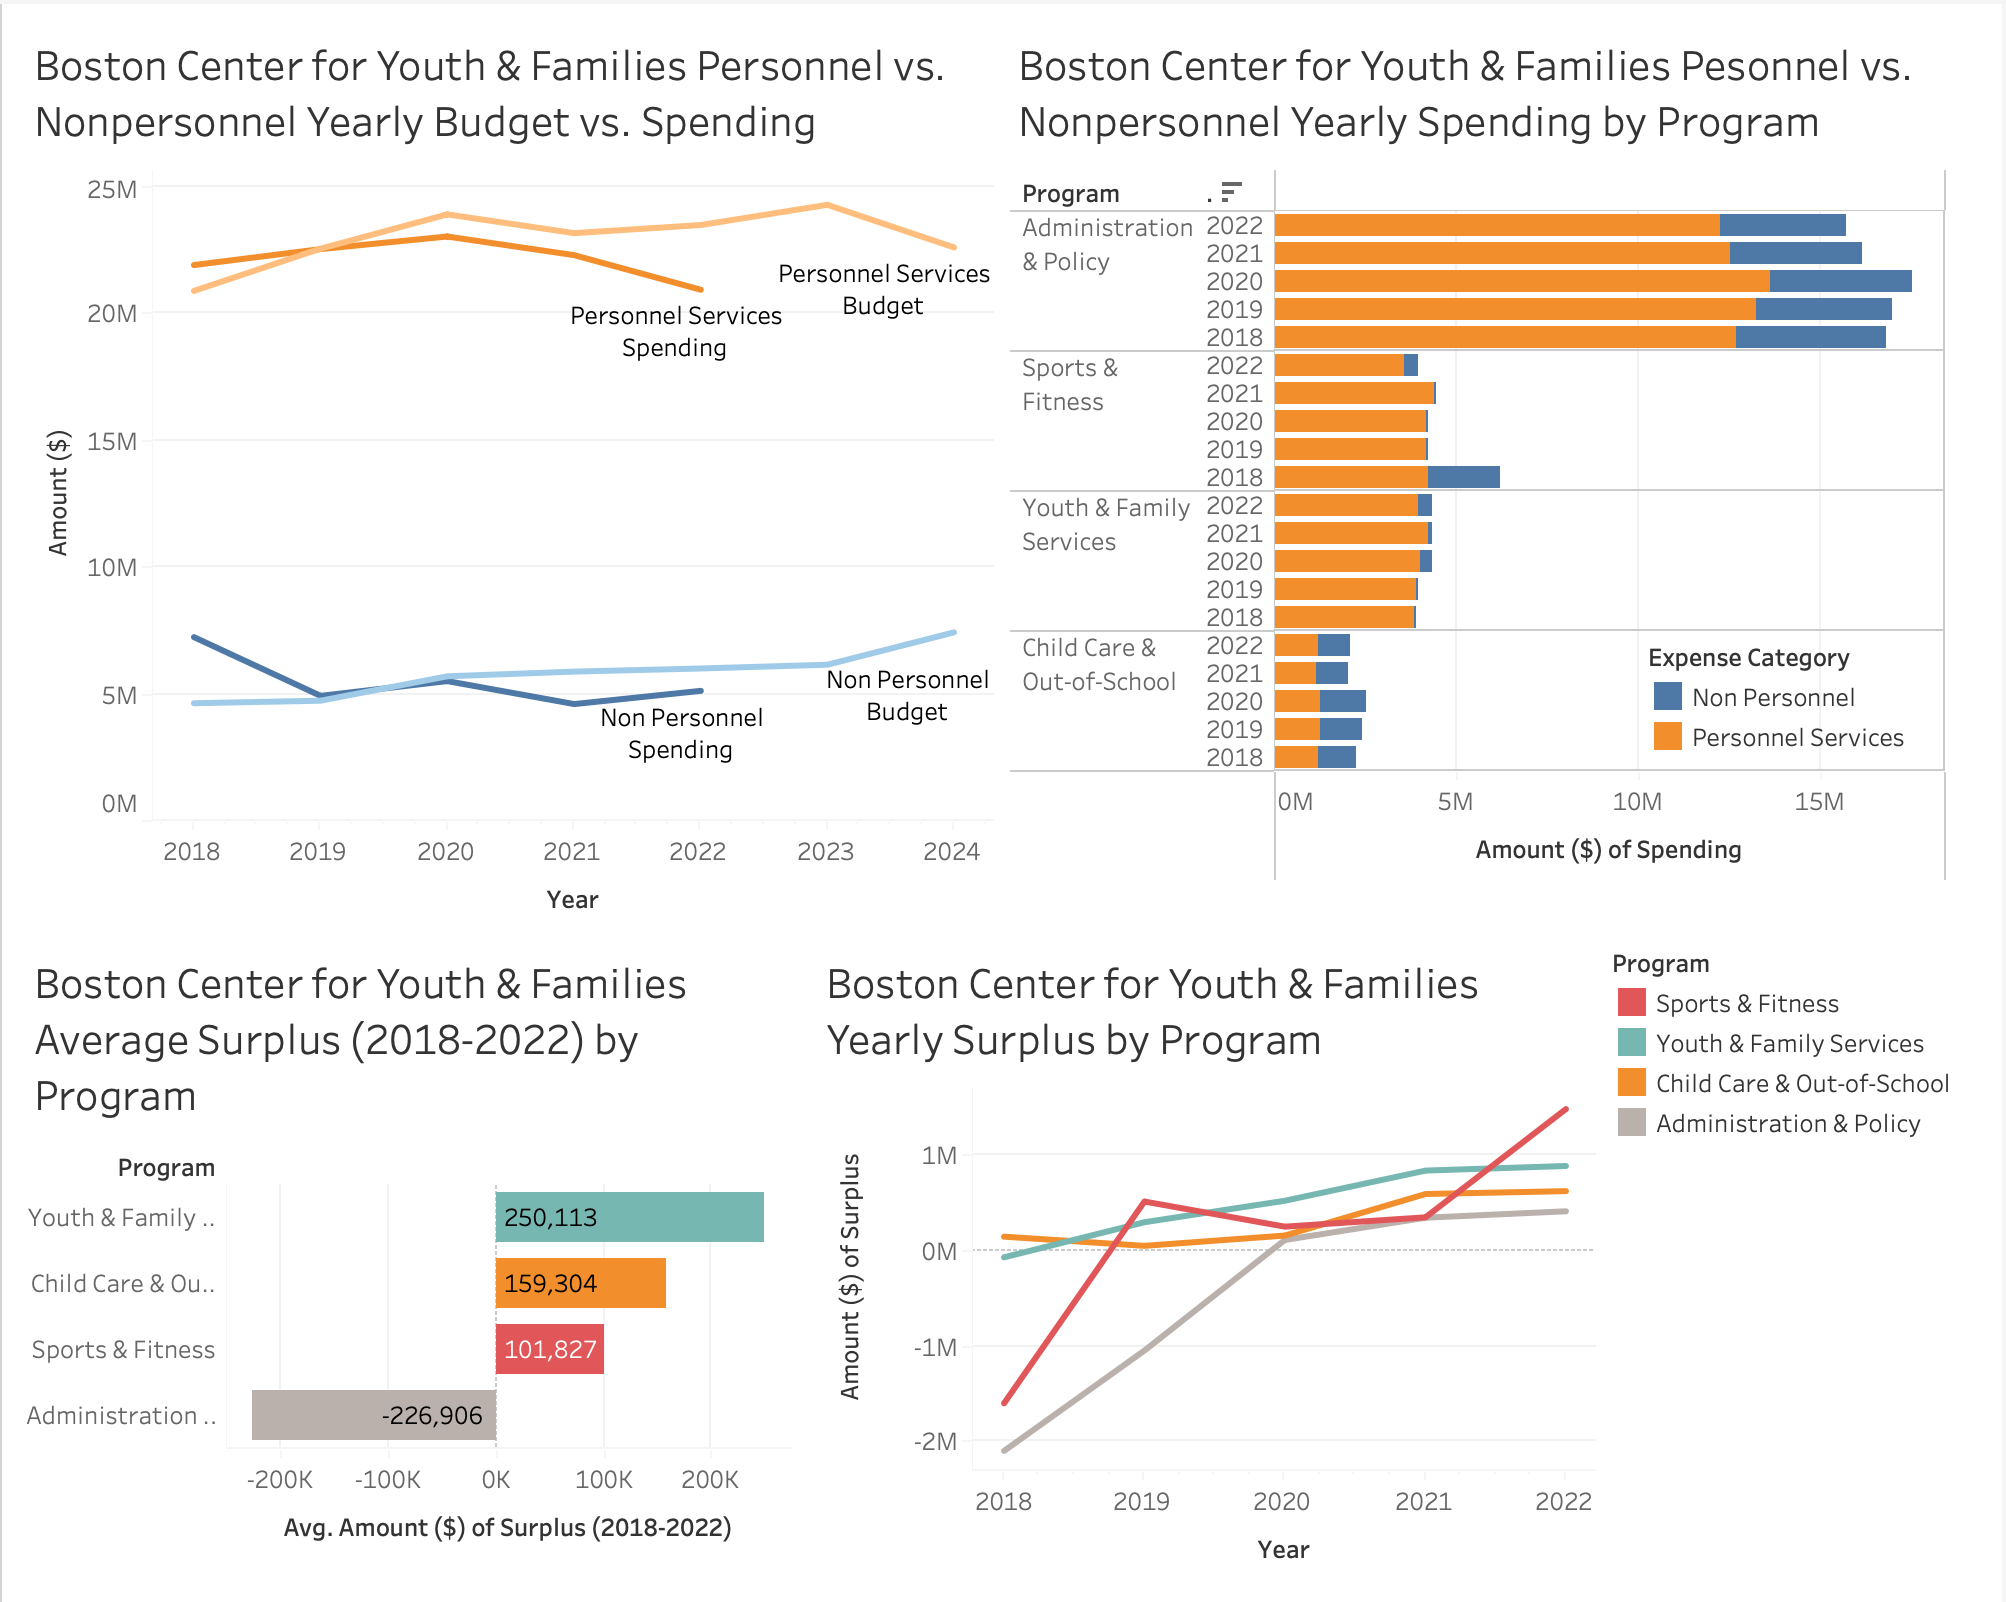 Boston Center for Youth & Families Personnel vs.
Nonpersonnel Yearly Budget vs. Spending
25M
20M
15M
10M
5M
0M
Amount ($)
Personnel Services
Budget
Personnel Services
Spending
Non Personnel
Budget
Non Personnel
Spending
2018 2019 2020 2021 2022 2023 2024
Year
Boston Center for Youth & Families Pesonnel vs.
Nonpersonnel Yearly Spending by Program
Program .
Administration
& Policy
2022
2021
2020
2019
2018
Sports &
Fitness
2022
2021
2020
2019
2018
Youth & Family
Services
2022
2021
2020
2019
2018
Child Care &
Out-of-School
2022
2021
2020
2019
2018
Expense Category
Non Personnel
Personnel Services
0M 5M 10M 15M
Amount ($) of Spending
Boston Center for Youth & Families
Average Surplus (2018-2022) by
Program
Program
Youth & Family .. 250,113
Child Care & Ou.. 159,304
Sports & Fitness 101,827
Administration .. -226,906
-200K -100K 0K 100K 200K
Avg. Amount ($) of Surplus (2018-2022)
Boston Center for Youth & Families
Yearly Surplus by Program
1M
0M
-1M
-2M
Amount ($) of Surplus
2018 2019 2020 2021 2022
Year
Program
Sports & Fitness
Youth & Family Services
Child Care & Out-of-School
Administration & Policy